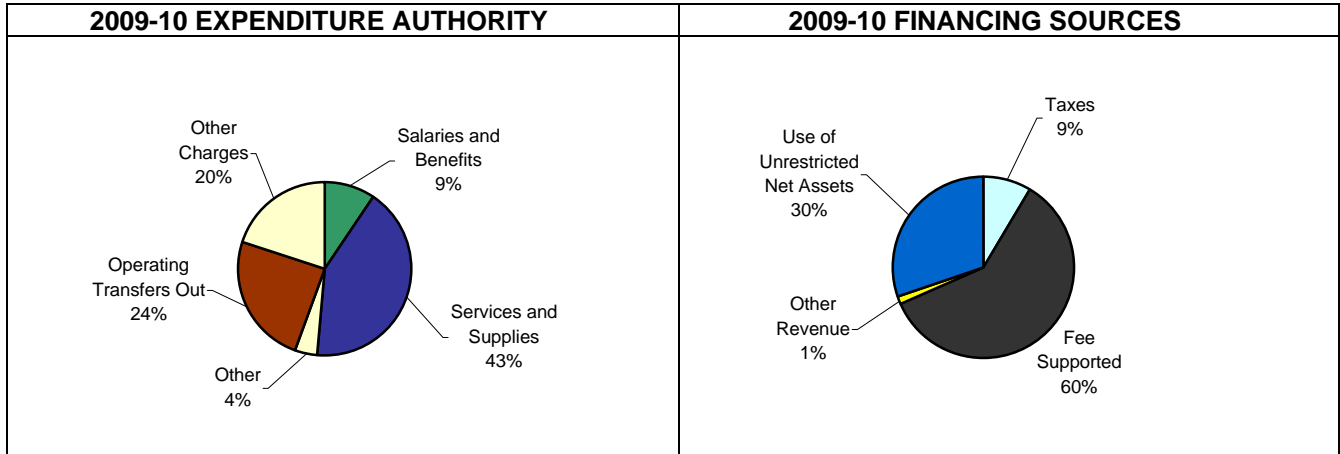 2009-10 EXPENDITURE AUTHORITY
2009-10 FINANCING SOURCES
Other
Charges
20%
Salaries and
Benefits
9%
Operating
Transfers Out
24%
Services and
Supplies
43%
Other
4%
Taxes
9%
Use of
Unrestricted
Net Assets
30%
Other
Revenue
1%
Fee
Supported
60%